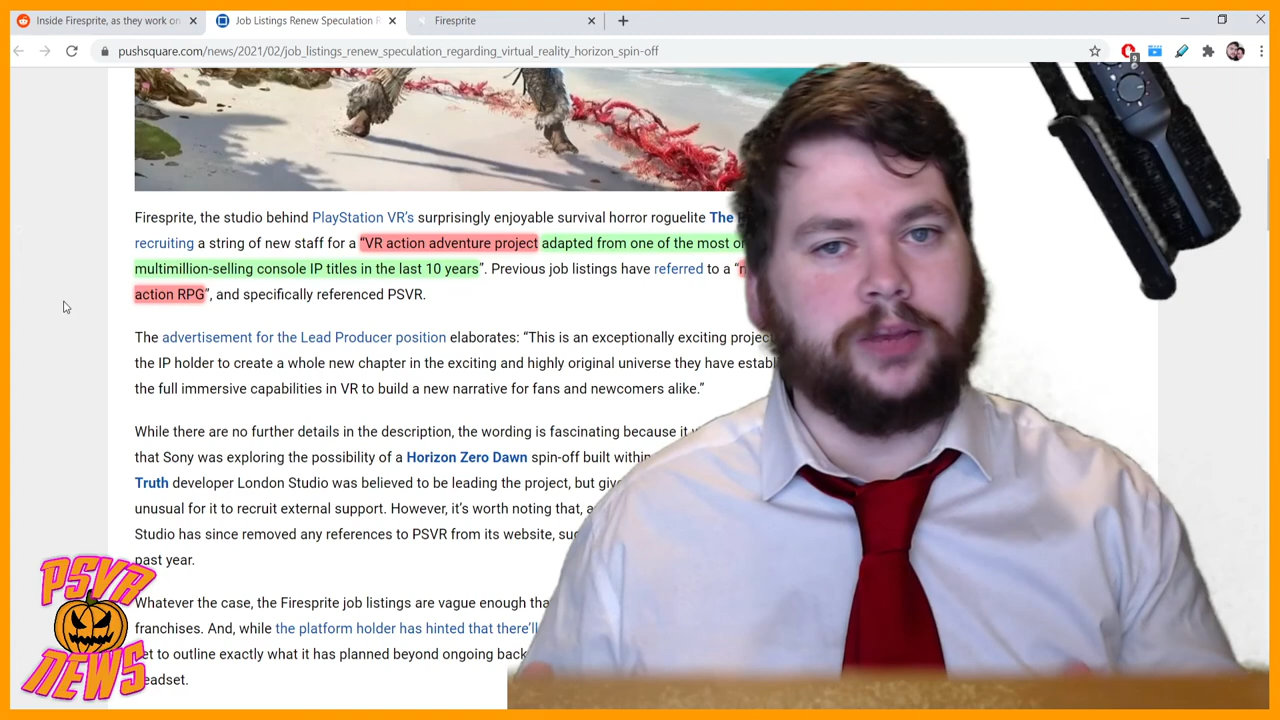 Inside Firesprite, as they work on
Job Listings Renew Speculation R
Firesprite
pushsquare.com/news/2021/02/job_listings_renew_speculation_regarding_virtual_reality_horizon_spin-off
9
Firesprite, the studio behind PlayStation VR’s surprisingly enjoyable survival horror roguelite The
recruiting a string of new staff for a “VR action adventure project adapted from one of the most
multimillion-selling console IP titles in the last 10 years”. Previous job listings have referred to a “
action RPG”, and specifically referenced PSVR.
The advertisement for the Lead Producer position elaborates: “This is an exceptionally exciting project
the IP holder to create a whole new chapter in the exciting and highly original universe they have
the full immersive capabilities in VR to build a new narrative for fans and newcomers alike.”
While there are no further details in the description, the wording is fascinating because it
that Sony was exploring the possibility of a Horizon Zero Dawn spin-off built within
Truth developer London Studio was believed to be leading the project, but
unusual for it to recruit external support. However, it’s worth noting that,
Studio has since removed any references to PSVR from its website,
past year.
Whatever the case, the Firesprite job listings are vague enough
franchises. And, while the platform holder has hinted that there’ll
to outline exactly what it has planned beyond ongoing
headset.
PSVR
NEWS